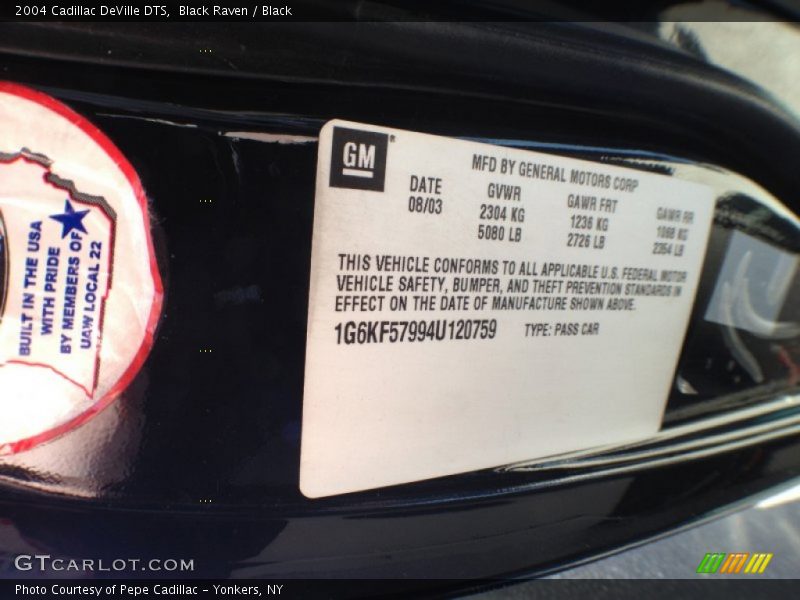 2004 Cadillac DeVille DTS, Black Raven / Black
BUILT IN THE USA
WITH PRIDE
BY MEMBERS OF
UAW LOCAL 22
GM®
MFD BY GENERAL MOTORS CORP
DATE GVWR GAWR FRT GAWR RR
08/03 2304 KG 1236 KG 1068 KG
5080 LB 2726 LB 2354 LB
THIS VEHICLE CONFORMS TO ALL APPLICABLE U.S. FEDERAL MOTOR
VEHICLE SAFETY, BUMPER, AND THEFT PREVENTION STANDARDS IN
EFFECT ON THE DATE OF MANUFACTURE SHOWN ABOVE.
1G6KF57994U120759 TYPE: PASS CAR
GTCARLOT.COM
Photo Courtesy of Pepe Cadillac - Yonkers, NY